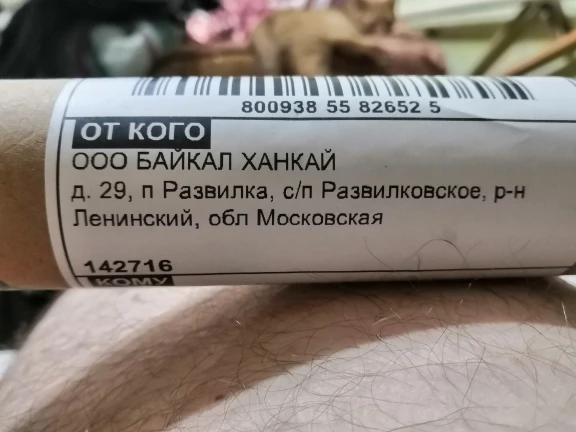 800938 55 82652 5
ОТ КОГО
ООО БАЙКАЛ ХАНКАЙ
д. 29, п Развилка, с/п Развилковское, р-н
Ленинский, обл Московская
142716
КОМУ